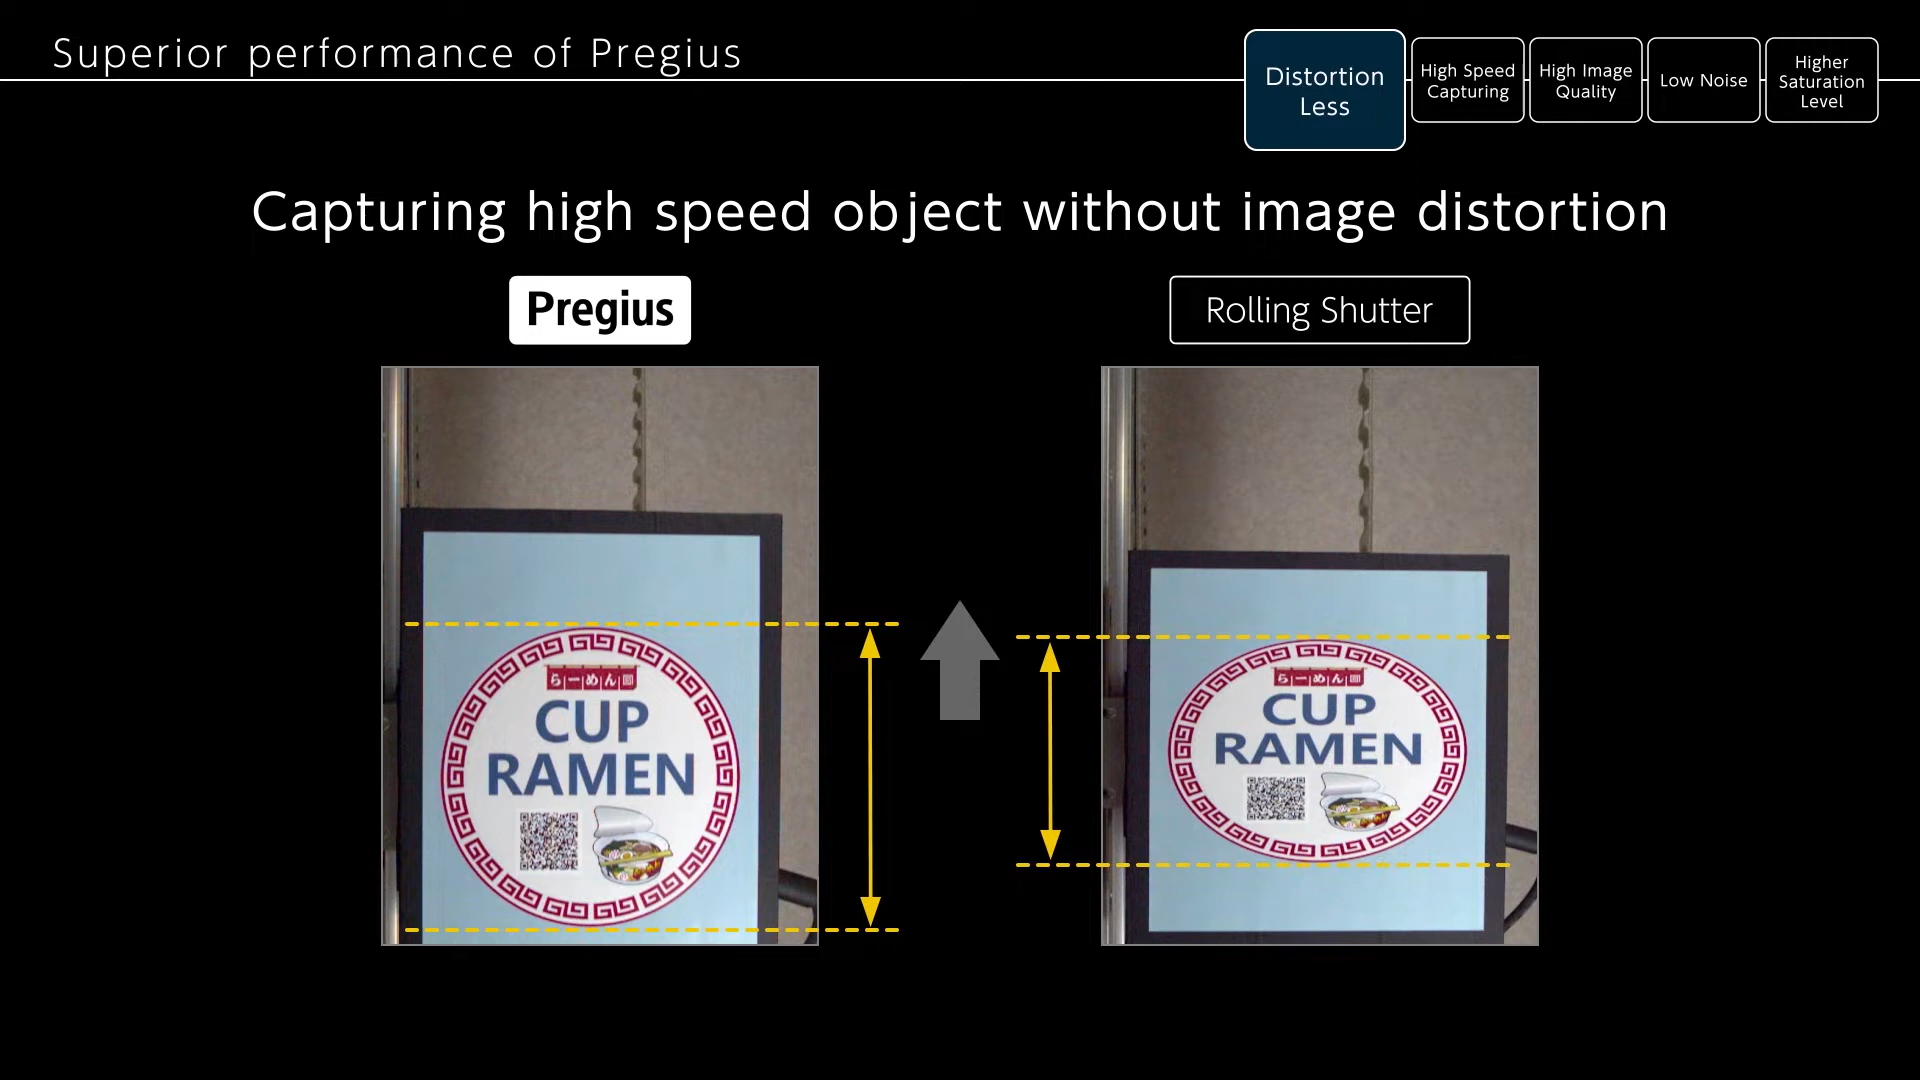 Superior performance of Pregius
Distortion
Less
High Speed
Capturing
High Image
Quality
Low Noise
Higher
Saturation
Level
Capturing high speed object without image distortion
Pregius
Rolling Shutter
らーめん
CUP
RAMEN
らーめん
CUP
RAMEN